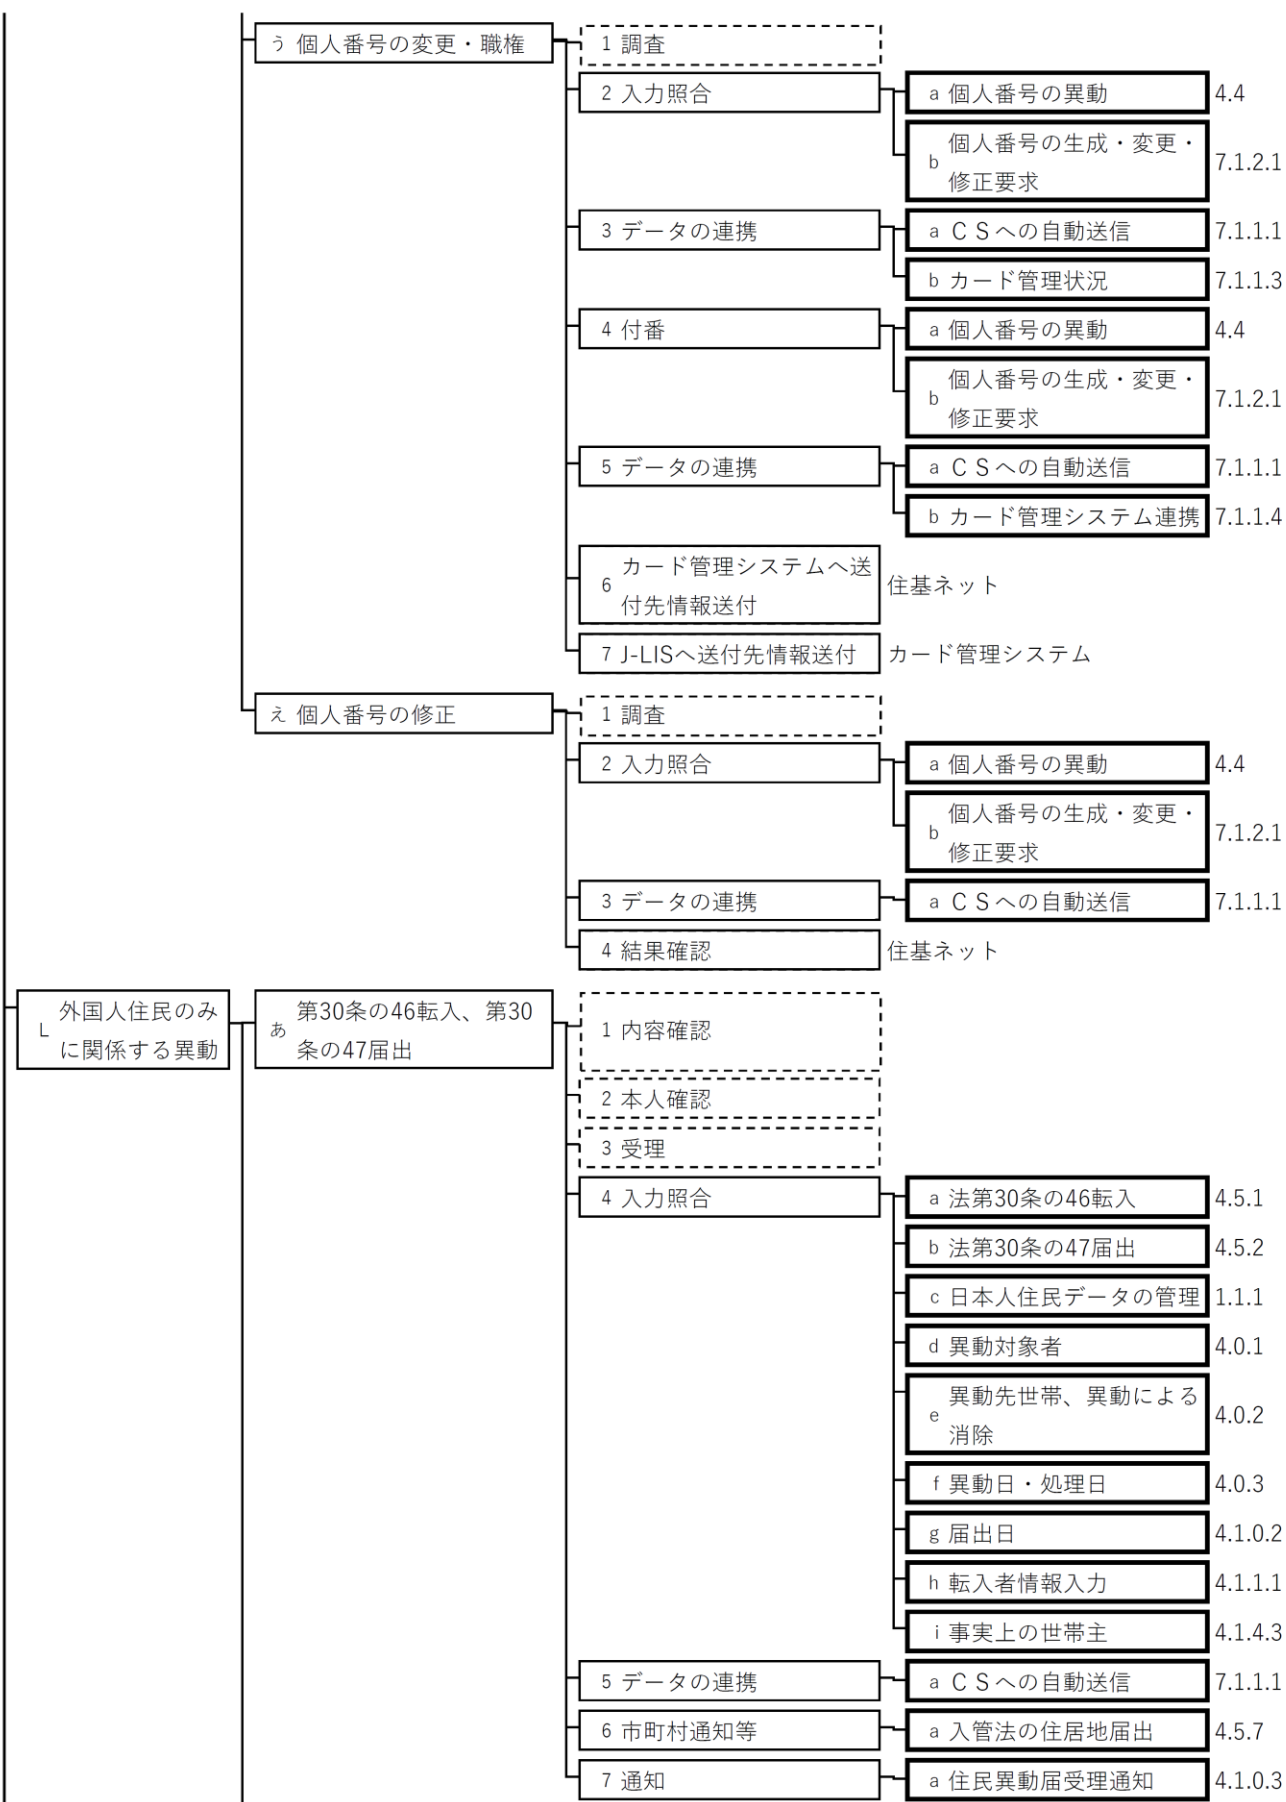 う 個人番号の変更・職権
1 調査
2 入力照合
a 個人番号の異動 4.4
b 個人番号の生成・変更・
修正要求 7.1.2.1
3 データの連携
a ＣＳへの自動送信 7.1.1.1
b カード管理状況 7.1.1.3
4 付番
a 個人番号の異動 4.4
b 個人番号の生成・変更・
修正要求 7.1.2.1
5 データの連携
a ＣＳへの自動送信 7.1.1.1
b カード管理システム連携 7.1.1.4
6 カード管理システムへ送
付先情報送付
住基ネット
7 J-LISへ送付先情報送付
カード管理システム
え 個人番号の修正
1 調査
2 入力照合
a 個人番号の異動 4.4
b 個人番号の生成・変更・
修正要求 7.1.2.1
3 データの連携
a ＣＳへの自動送信 7.1.1.1
4 結果確認
住基ネット
L 外国人住民のみ
に関係する異動
あ 第30条の46転入、第30
条の47届出
1 内容確認
2 本人確認
3 受理
4 入力照合
a 法第30条の46転入 4.5.1
b 法第30条の47届出 4.5.2
c 日本人住民データの管理 1.1.1
d 異動対象者 4.0.1
e 異動先世帯、異動による
消除 4.0.2
f 異動日・処理日 4.0.3
g 届出日 4.1.0.2
h 転入者情報入力 4.1.1.1
i 事実上の世帯主 4.1.4.3
5 データの連携
a ＣＳへの自動送信 7.1.1.1
6 市町村通知等
a 入管法の住居地届出 4.5.7
7 通知
a 住民異動届受理通知 4.1.0.3